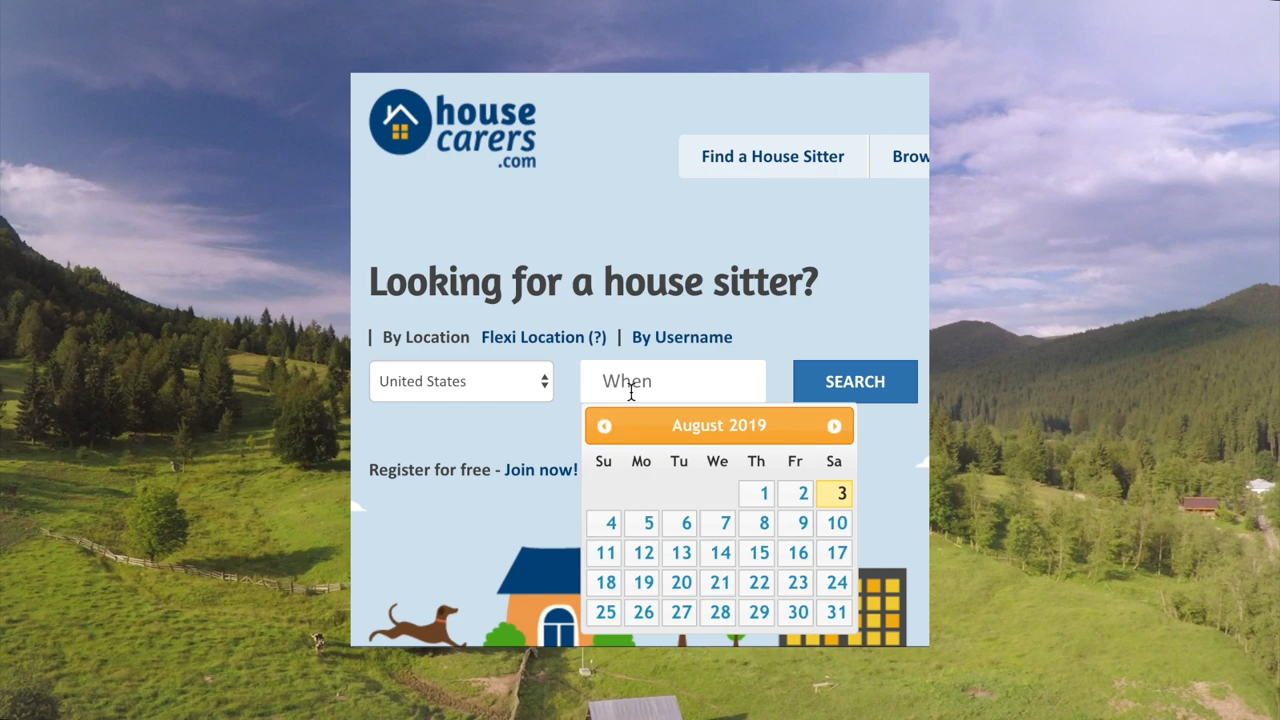 house
carers
.com
Find a House Sitter
Brow
Looking for a house sitter?
| By Location Flexi Location (?) | By Username
United States
When
SEARCH
August 2019
Su Mo Tu We Th Fr Sa
1 2 3
Register for free - Join now!
4 5 6 7 8 9 10
11 12 13 14 15 16 17
18 19 20 21 22 23 24
25 26 27 28 29 30 31